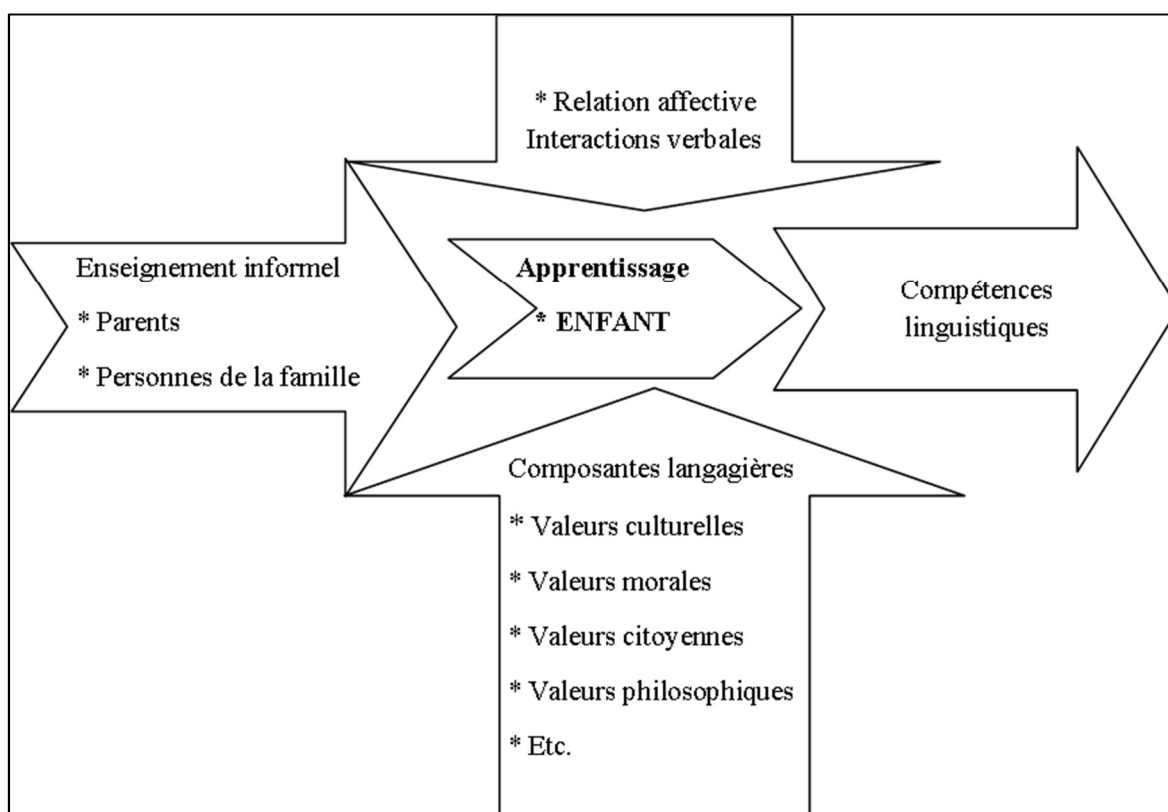 * Relation affective
Interactions verbales
Enseignement informel
* Parents
* Personnes de la famille
Apprentissage
* ENFANT
Compétences
linguistiques
Composantes langagières
* Valeurs culturelles
* Valeurs morales
* Valeurs citoyennes
* Valeurs philosophiques
* Etc.